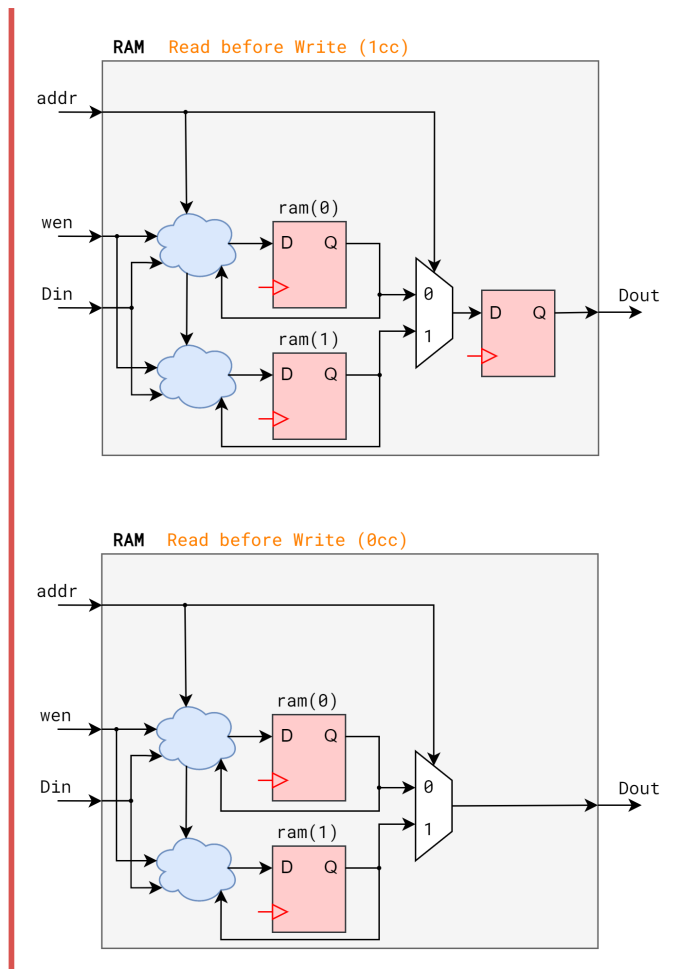 RAM Read before Write (1cc)
addr
ram(0)
wen
D Q
Din
0
Dout
D Q
ram(1)
1
D Q
RAM Read before Write (0cc)
addr
ram(0)
wen
D Q
Din
0
Dout
ram(1)
1
D Q